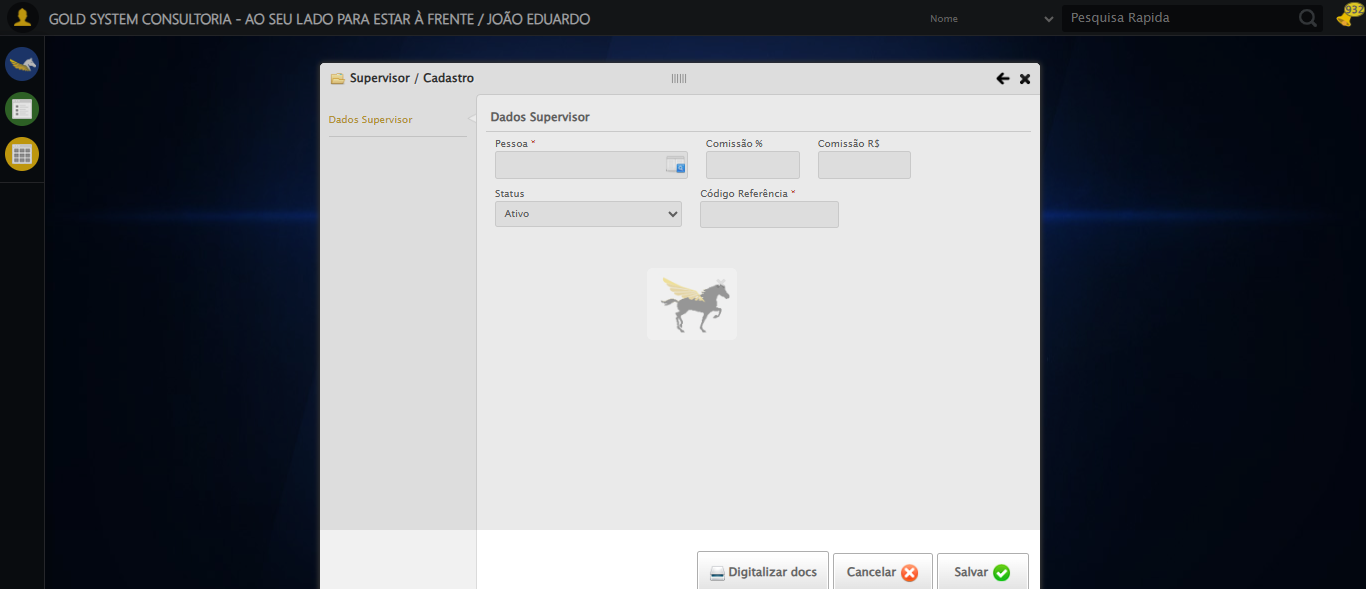 GOLD SYSTEM CONSULTORIA - AO SEU LADO PARA ESTAR À FRENTE / JOÃO EDUARDO
Nome
Pesquisa Rapida
932
Supervisor / Cadastro
Dados Supervisor
Dados Supervisor
Pessoa *
Comissão %
Comissão R$
Status
Código Referência *
Ativo
Digitalizar docs
Cancelar
Salvar